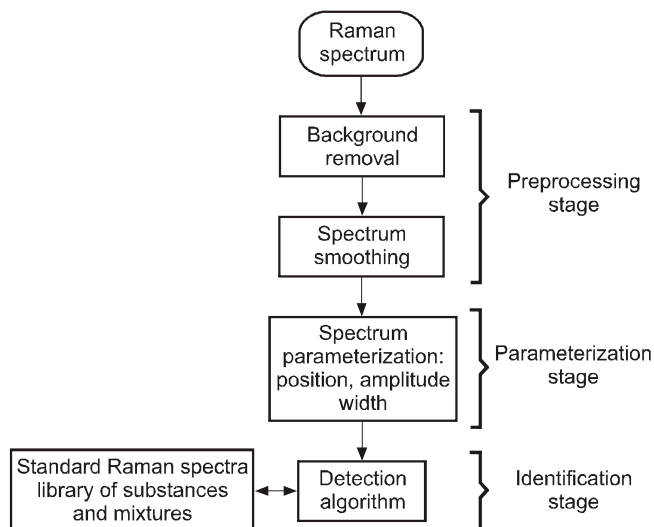 Raman
spectrum
Background
removal
Preprocessing
stage
Spectrum
smoothing
Spectrum
parameterization:
position, amplitude
width
Parameterization
stage
Standard Raman spectra
library of substances
and mixtures
Detection
algorithm
Identification
stage